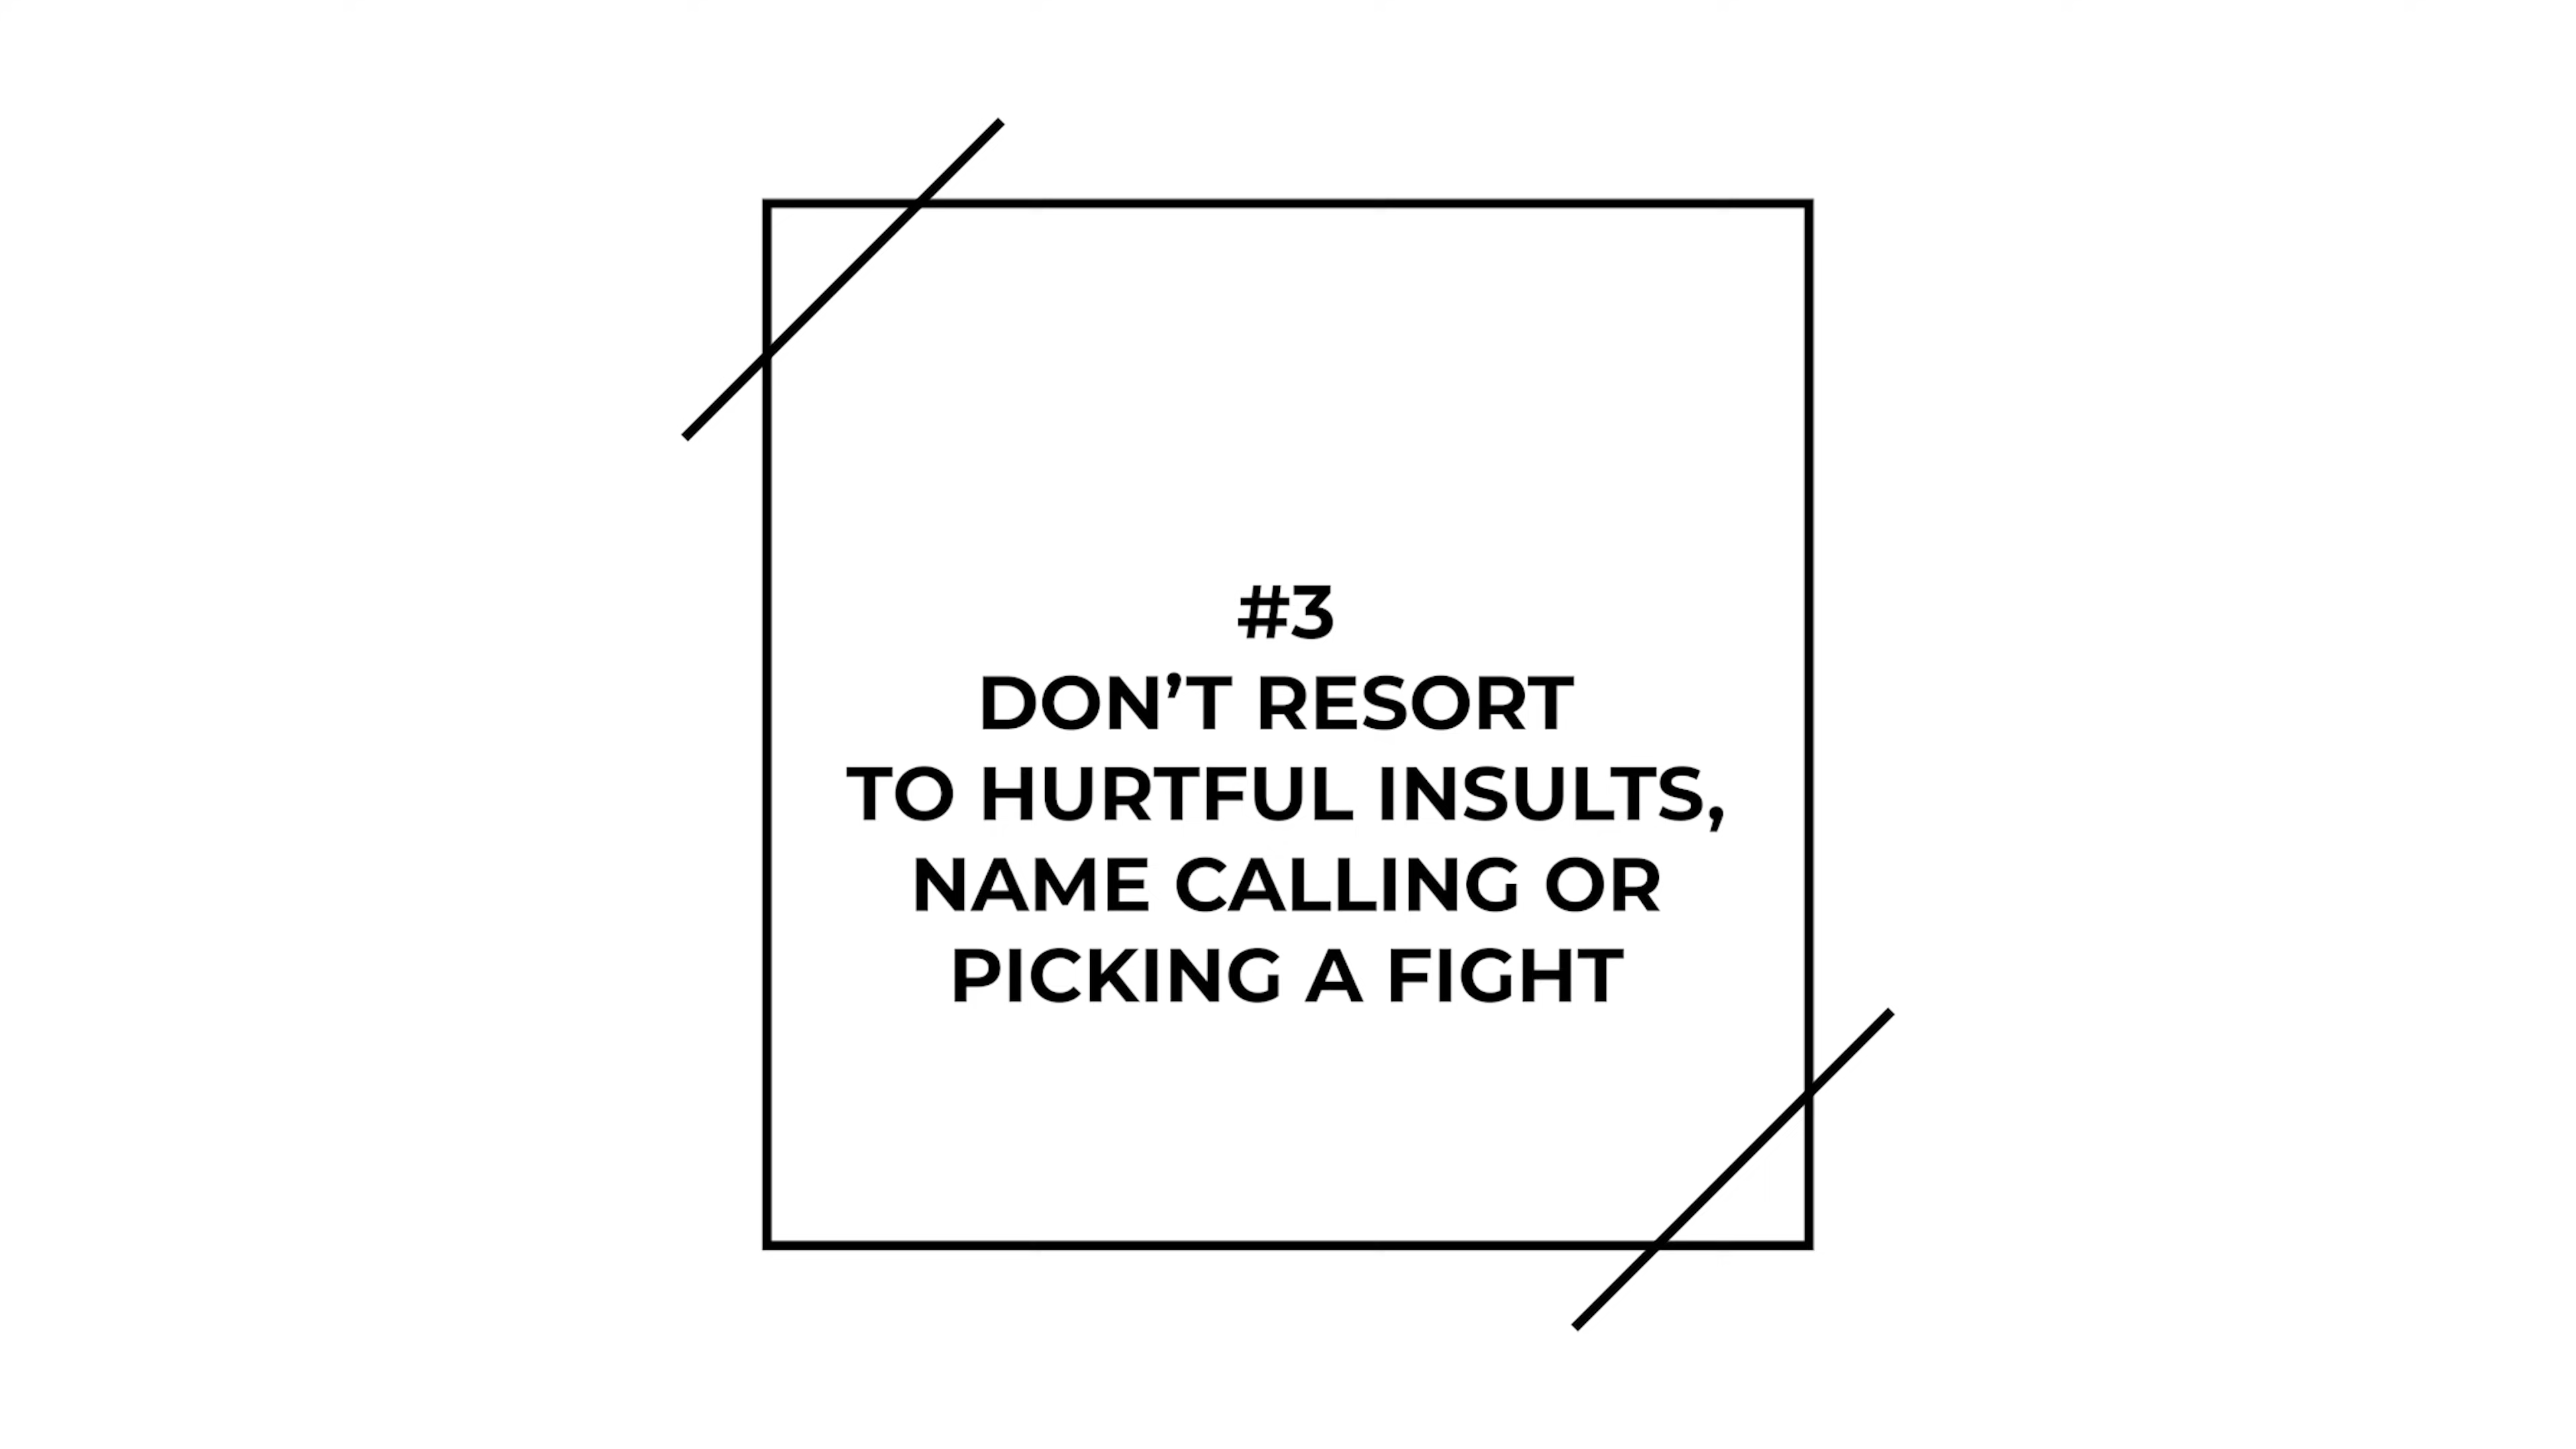 #3
DON’T RESORT
TO HURTFUL INSULTS,
NAME CALLING OR
PICKING A FIGHT